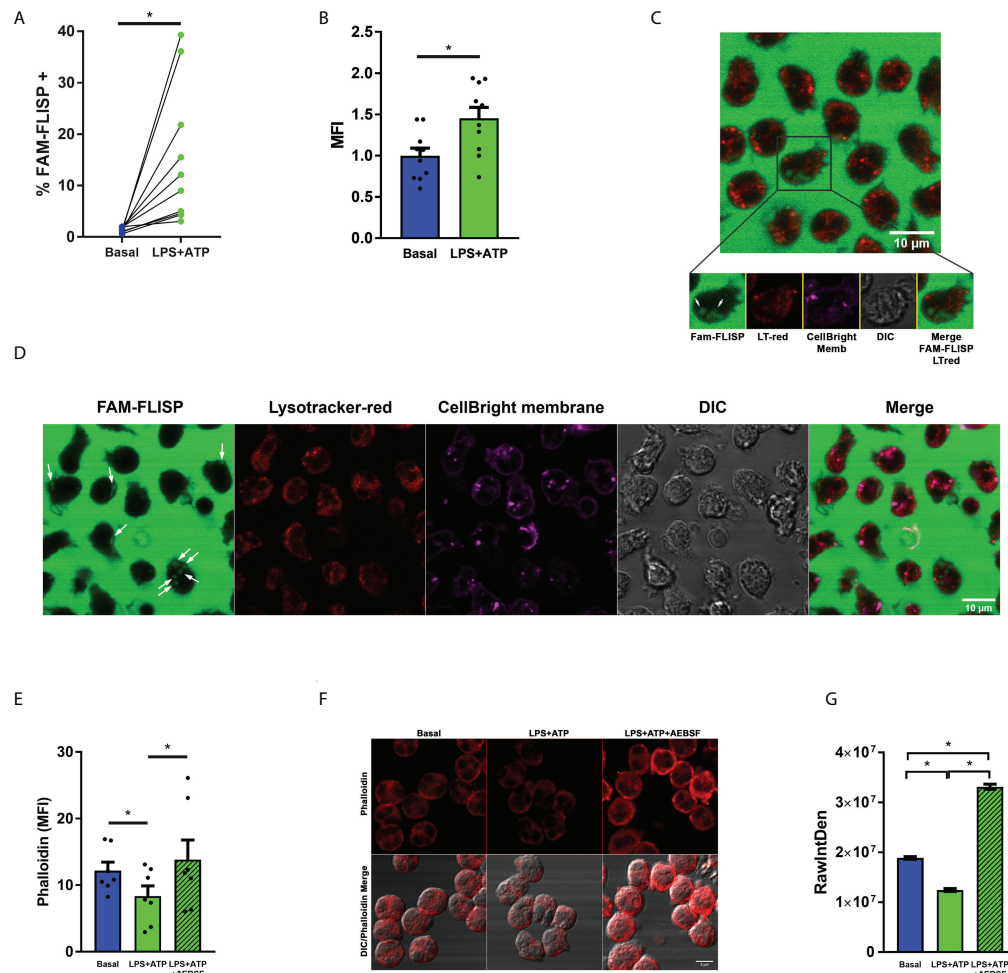 A
*
% FAM-FLISP +
40
30
20
10
0
Basal
LPS+ATP
B
*
MFI
2.5
2.0
1.5
1.0
0.5
0.0
Basal
LPS+ATP
C
10 µm
Fam-FLISP
LT-red
CellBright
Memb
DIC
Merge
FAM-FLISP
LTred
D
FAM-FLISP
Lysotracker-red
CellBright membrane
DIC
Merge
10 µm
E
*
*
Phalloidin (MFI)
30
20
10
0
Basal
LPS+ATP
LPS+ATP
+AEBSF
F
Basal
LPS+ATP
LPS+ATP+AEBSF
Phalloidin
DIC/Phalloidin Merge
G
*
*
*
RawIntDen
4×10⁷
3×10⁷
2×10⁷
1×10⁷
0
Basal
LPS+ATP
LPS+ATP
+AEBSF